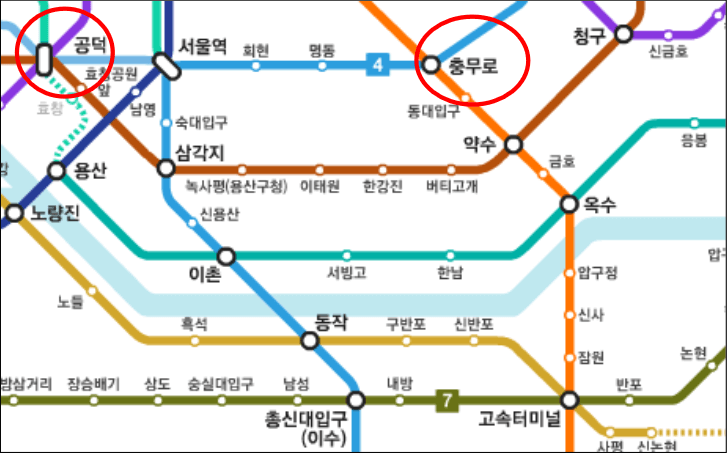 공덕
서울역
회현
명동
4
충무로
청구
신금호
효창공원
앞
효창
남영
동대입구
숙대입구
약수
응봉
삼각지
금호
용산
녹사평(용산구청)
이태원
한강진
버티고개
강
노량진
신용산
옥수
이촌
서빙고
한남
압구정
노들
흑석
동작
구반포
신반포
신사
잠원
논현
방삼거리
장승배기
상도
숭실대입구
남성
내방
7
반포
총신대입구
(이수)
고속터미널
사평
신논현